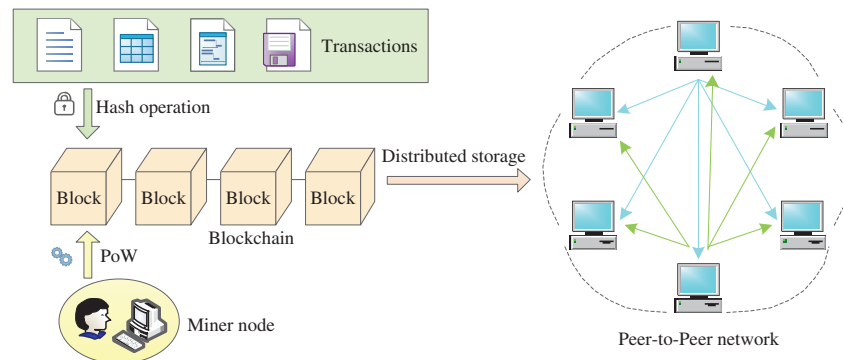 Transactions
Hash operation
Block
Block
Block
Block
Distributed storage
Blockchain
PoW
Miner node
Peer-to-Peer network